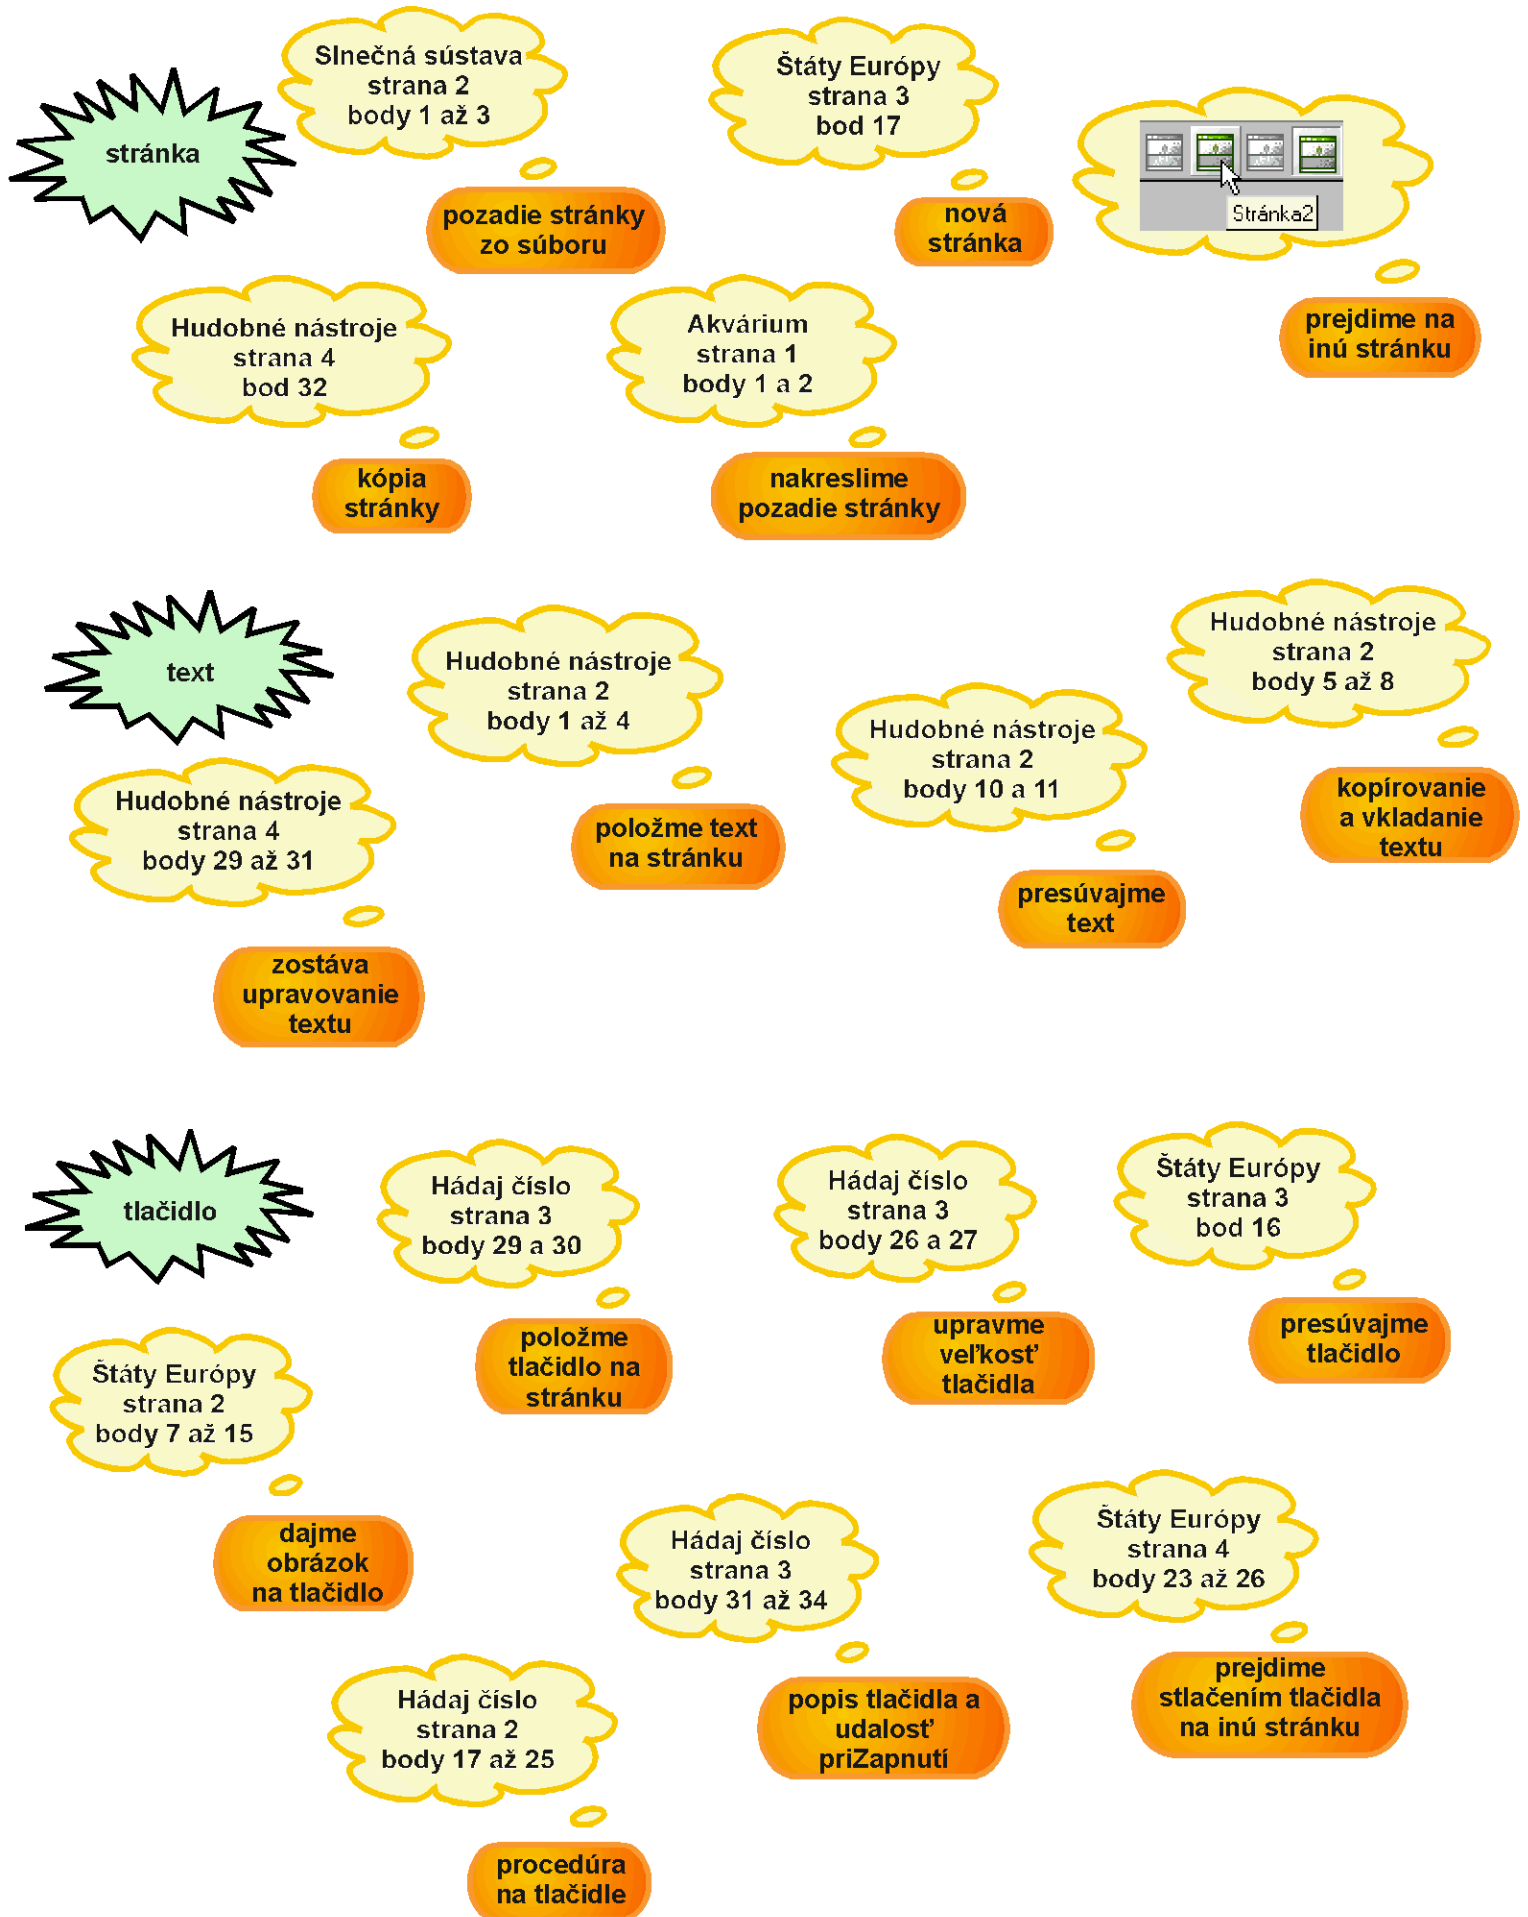 stránka
Slnečná sústava
strana 2
body 1 až 3
pozadie stránky
zo súboru
Štáty Európy
strana 3
bod 17
nová
stránka
Stránka2
prejdime na
inú stránku
Hudobné nástroje
strana 4
bod 32
kópia
stránky
Akvárium
strana 1
body 1 a 2
nakreslime
pozadie stránky
text
Hudobné nástroje
strana 2
body 1 až 4
položme text
na stránku
Hudobné nástroje
strana 2
body 10 a 11
presúvajme
text
Hudobné nástroje
strana 2
body 5 až 8
kopírovanie
a vkladanie
textu
Hudobné nástroje
strana 4
body 29 až 31
zostáva
upravovanie
textu
tlačidlo
Hádaj číslo
strana 3
body 29 a 30
položme
tlačidlo na
stránku
Hádaj číslo
strana 3
body 26 a 27
upravme
veľkosť
tlačidla
Štáty Európy
strana 3
bod 16
presúvajme
tlačidlo
Štáty Európy
strana 2
body 7 až 15
dajme
obrázok
na tlačidlo
Hádaj číslo
strana 3
body 31 až 34
popis tlačidla a
udalosť
priZapnutí
Štáty Európy
strana 4
body 23 až 26
prejdime
stlačením tlačidla
na inú stránku
Hádaj číslo
strana 2
body 17 až 25
procedúra
na tlačidle